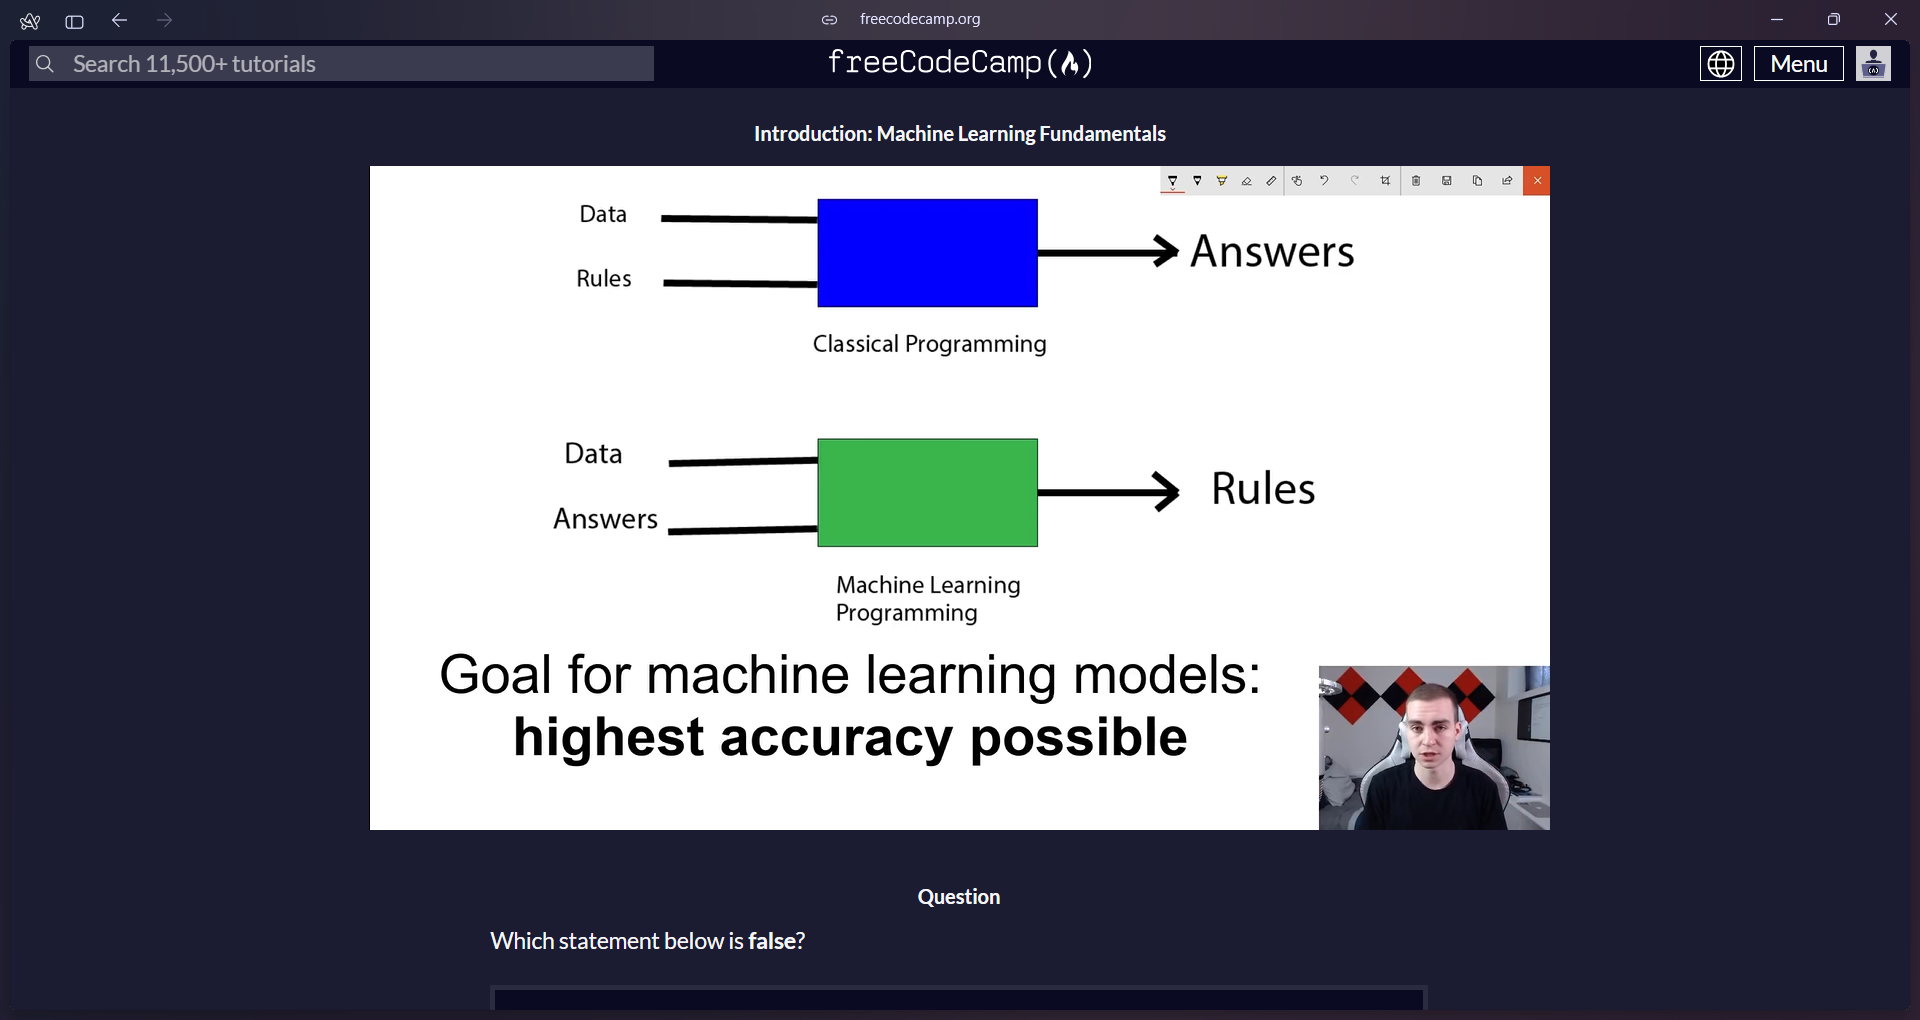 freecodecamp.org
Search 11,500+ tutorials
freeCodeCamp(🔥)
Menu
Introduction: Machine Learning Fundamentals
Data
Rules
Answers
Classical Programming
Data
Answers
Rules
Machine Learning
Programming
Goal for machine learning models:
highest accuracy possible
Question
Which statement below is false?